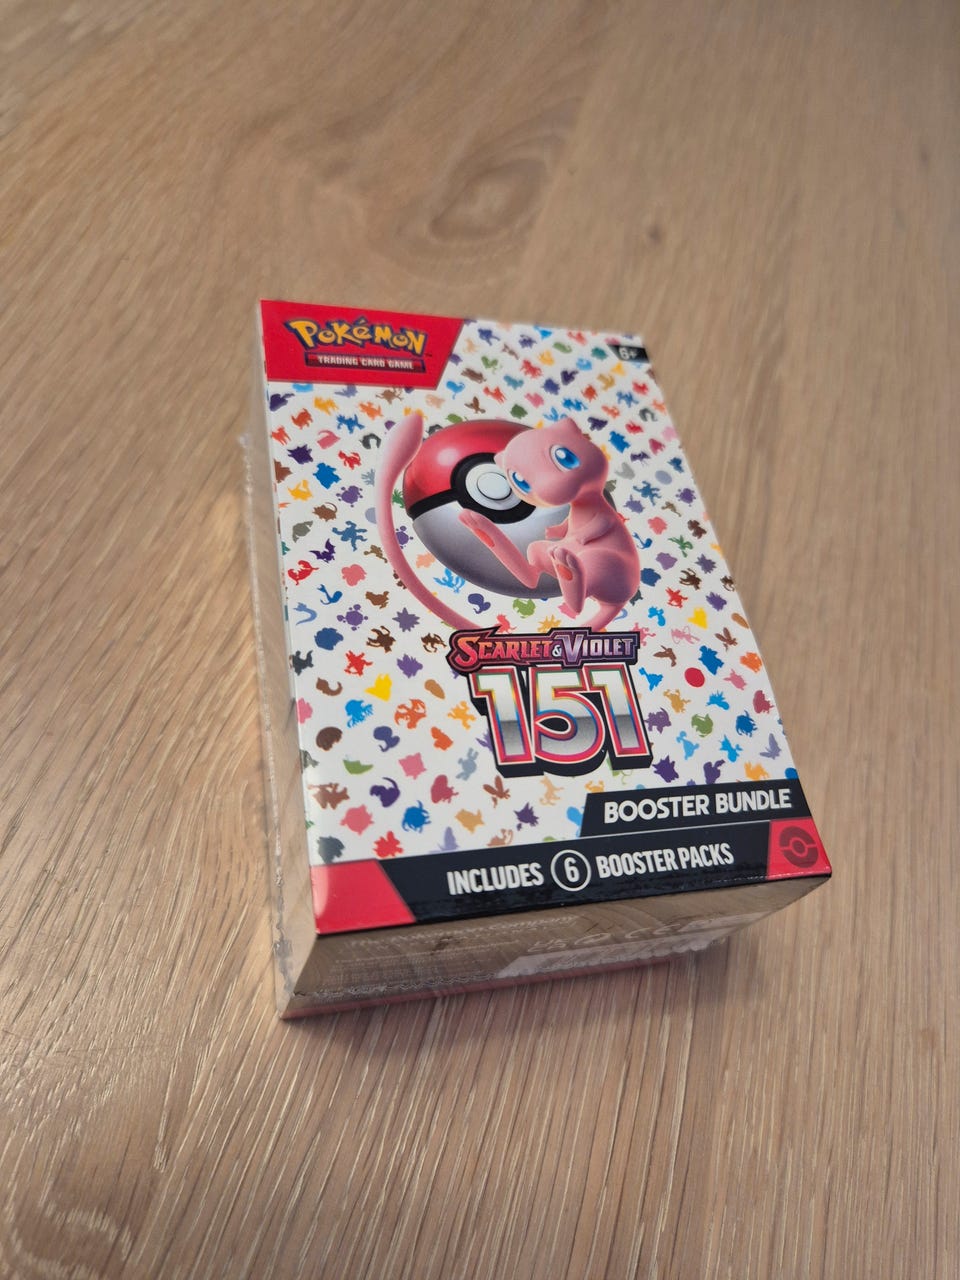 POKéMON
TRADING CARD GAME
6+
SCARLET & VIOLET
151
BOOSTER BUNDLE
INCLUDES 6 BOOSTER PACKS